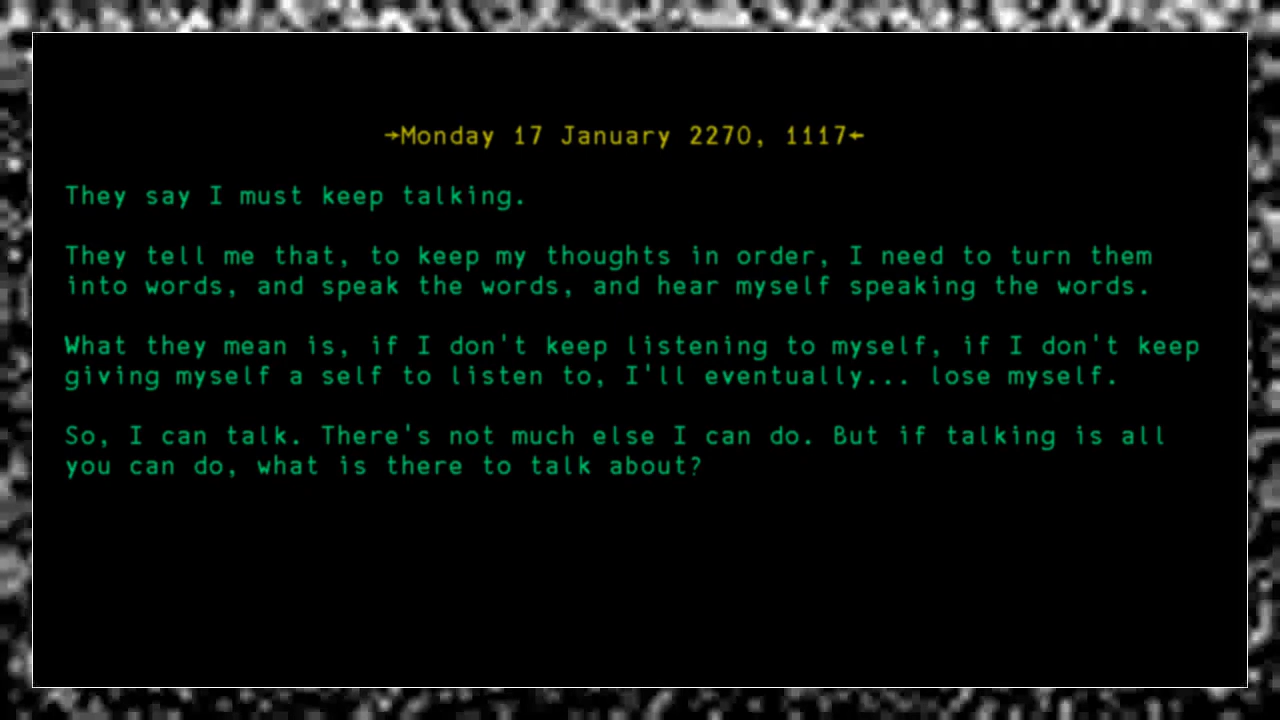 →Monday 17 January 2270, 1117←
They say I must keep talking.
They tell me that, to keep my thoughts in order, I need to turn them
into words, and speak the words, and hear myself speaking the words.
What they mean is, if I don't keep listening to myself, if I don't keep
giving myself a self to listen to, I'll eventually... lose myself.
So, I can talk. There's not much else I can do. But if talking is all
you can do, what is there to talk about?